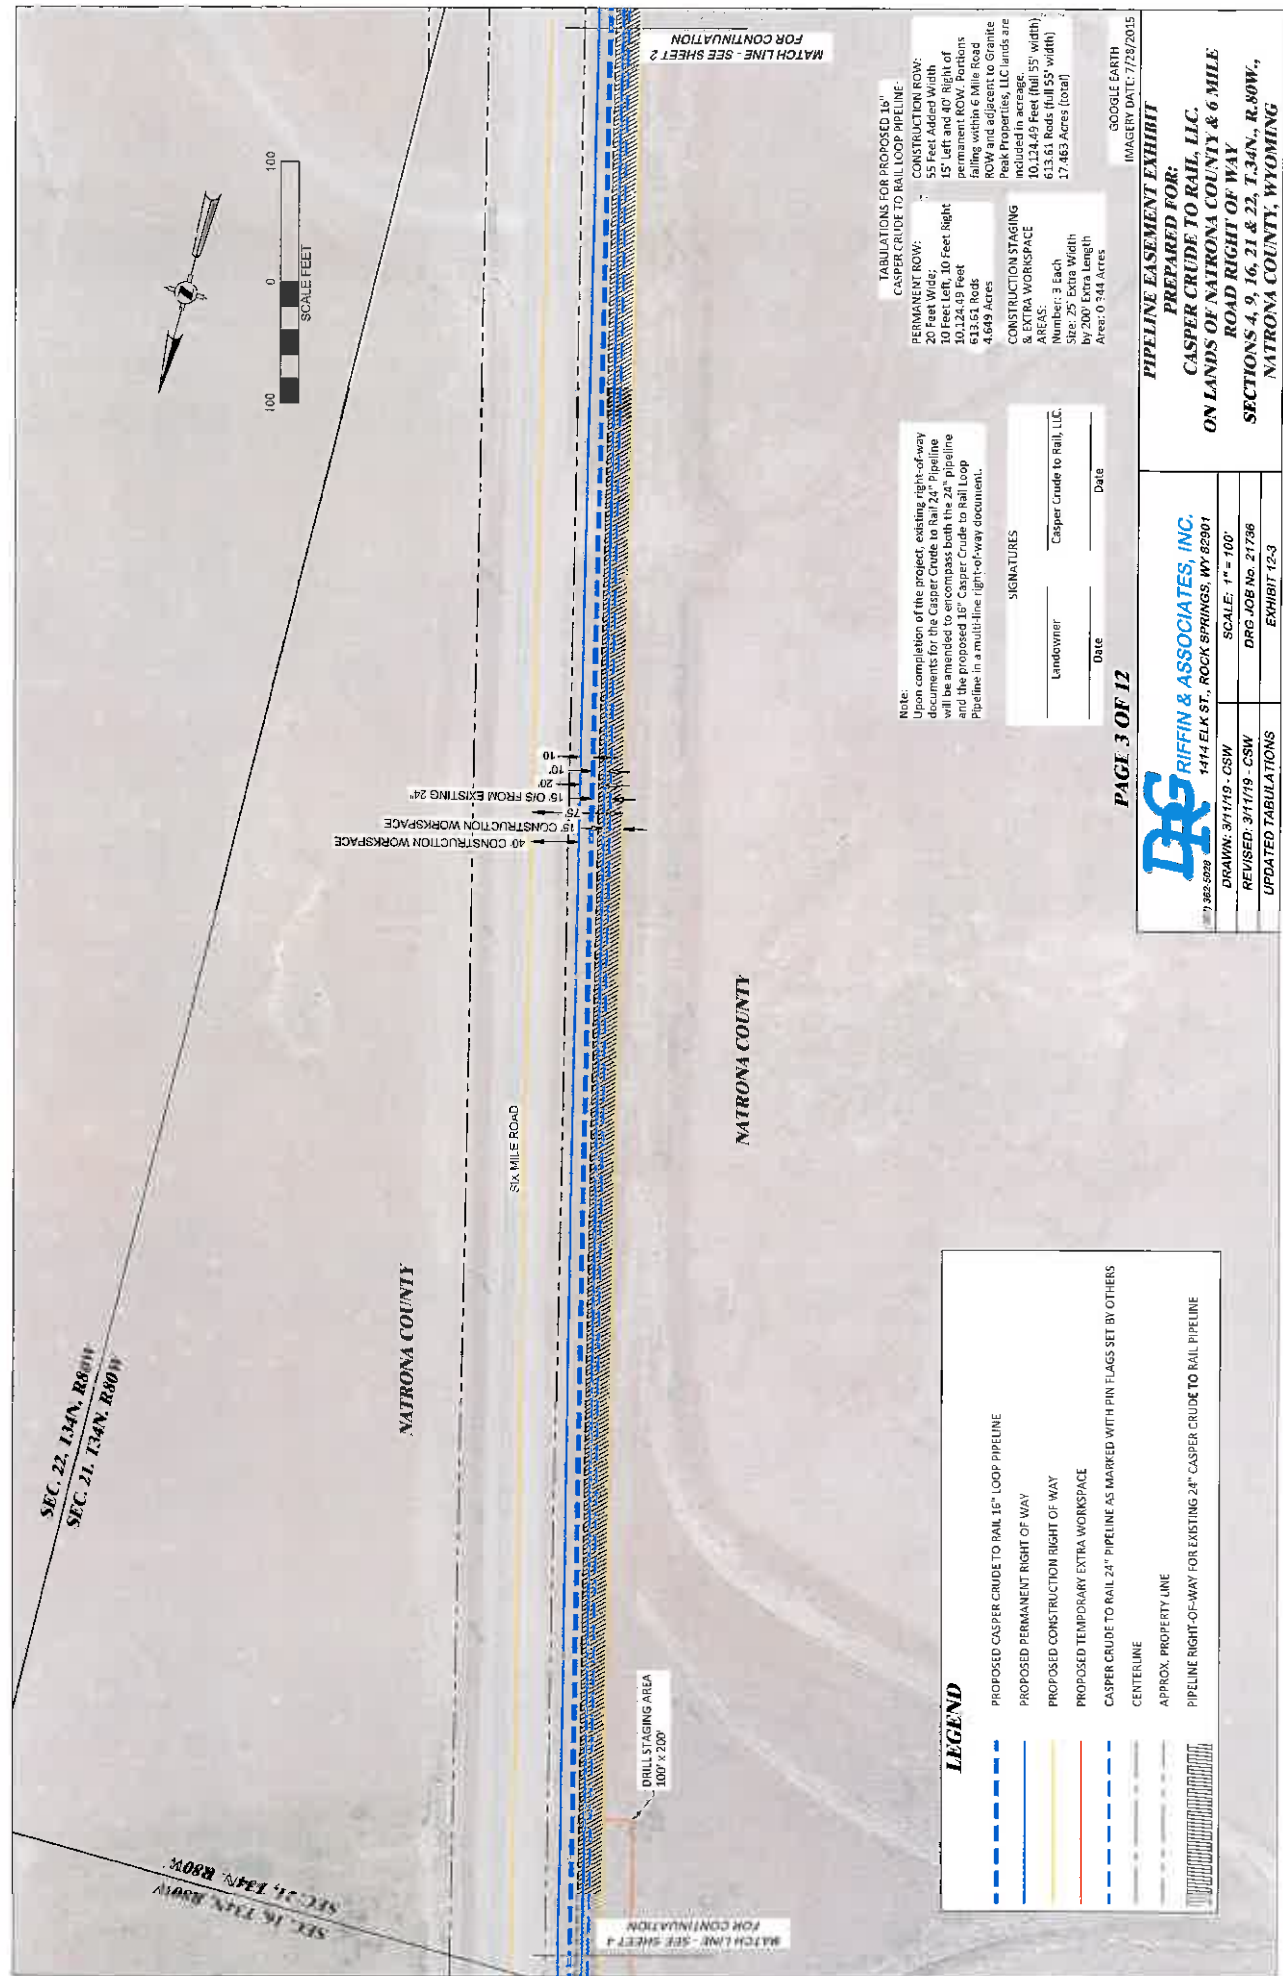 SEC. 22, T34N, R80W
SEC. 21, T34N, R80W
SEC. 16, T34N, R80W
SEC. 21, T34N, R80W
NATRONA COUNTY
SIX MILE ROAD
NATRONA COUNTY
100
0
100
SCALE FEET
MATCH LINE - SEE SHEET 2
FOR CONTINUATION
MATCH LINE - SEE SHEET 4
FOR CONTINUATION
40' CONSTRUCTION WORKSPACE
15' CONSTRUCTION WORKSPACE
75'
15' O/S FROM EXISTING 24"
20'
10'
10
DRILL STAGING AREA
100' x 200'
LEGEND
PROPOSED CASPER CRUDE TO RAIL 16" LOOP PIPELINE
PROPOSED PERMANENT RIGHT OF WAY
PROPOSED CONSTRUCTION RIGHT OF WAY
PROPOSED TEMPORARY EXTRA WORKSPACE
CASPER CRUDE TO RAIL 24" PIPELINE AS MARKED WITH PIN FLAGS SET BY OTHERS
CENTERLINE
APPROX. PROPERTY LINE
PIPELINE RIGHT-OF-WAY FOR EXISTING 24" CASPER CRUDE TO RAIL PIPELINE
Note:
Upon completion of the project, existing right-of-way
documents for the Casper Crude to Rail 24" Pipeline
will be amended to encompass both the 24" pipeline
and the proposed 16" Casper Crude to Rail Loop
Pipeline in a multi-line right-of-way document.
SIGNATURES
Landowner
Casper Crude to Rail, LLC.
Date
Date
TABULATIONS FOR PROPOSED 16"
CASPER CRUDE TO RAIL LOOP PIPELINE
PERMANENT ROW:
20 Feet Wide;
10 Feet Left, 10 Feet Right
10,124.49 Feet
613.61 Rods
4.649 Acres
CONSTRUCTION STAGING
& EXTRA WORKSPACE
AREAS:
Number: 3 Each
Size: 25' Extra Width
by 200' Extra Length
Area: 0.344 Acres
CONSTRUCTION ROW:
55 Feet Added Width
15' Left and 40' Right of
permanent ROW. Portions
falling within 6 Mile Road
ROW and adjacent to Granite
Peak Properties, LLC lands are
included in acreage.
10,124.49 Feet (full 55' width)
613.61 Rods (full 55' width)
17.463 Acres (total)
GOOGLE EARTH
IMAGERY DATE: 7/28/2015
PAGE 3 OF 12
DRG RIFFIN & ASSOCIATES, INC.
362-5028 1414 ELK ST., ROCK SPRINGS, WY 82901
DRAWN: 3/11/19 - CSW
SCALE: 1" = 100'
REVISED: 3/11/19 - CSW
DRG JOB No. 21736
UPDATED TABULATIONS
EXHIBIT 12-3
PIPELINE EASEMENT EXHIBIT
PREPARED FOR:
CASPER CRUDE TO RAIL, LLC.
ON LANDS OF NATRONA COUNTY & 6 MILE
ROAD RIGHT OF WAY
SECTIONS 4, 9, 16, 21 & 22, T.34N., R.80W.,
NATRONA COUNTY, WYOMING